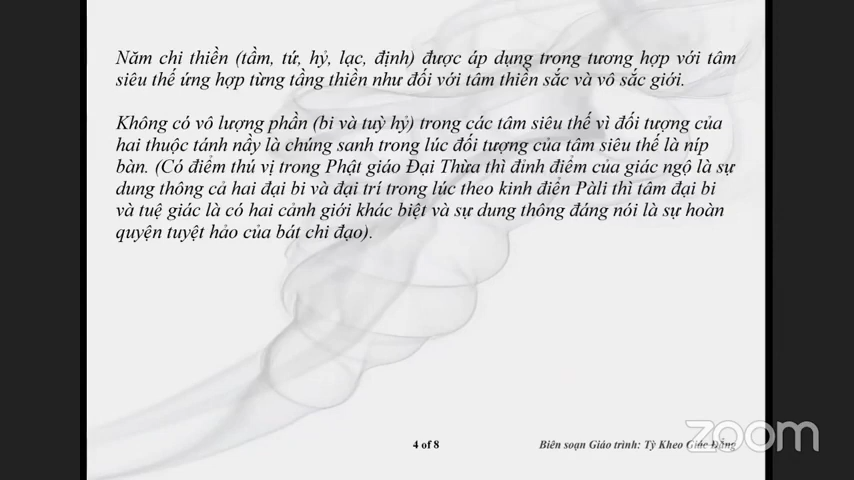 Năm chi thiền (tầm, tứ, hỷ, lạc, định) được áp dụng trong tương hợp với tâm
siêu thế ứng hợp từng tầng thiền như đối với tâm thiền sắc và vô sắc giới.
Không có vô lượng phần (bi và tuỳ hỷ) trong các tâm siêu thế vì đối tượng của
hai thuộc tánh nầy là chúng sanh trong lúc đối tượng của tâm siêu thế là níp
bàn. (Có điểm thú vị trong Phật giáo Đại Thừa thì đỉnh điểm của giác ngộ là sự
dung thông cả hai đại bi và đại trí trong lúc theo kinh điển Pàli thì tâm đại bi
và tuệ giác là có hai cảnh giới khác biệt và sự dung thông đáng nói là sự hoàn
quyện tuyệt hảo của bát chi đạo).
4 of 8
Biên soạn Giáo trình: Tỳ Kheo Giác Đẳng
zoom